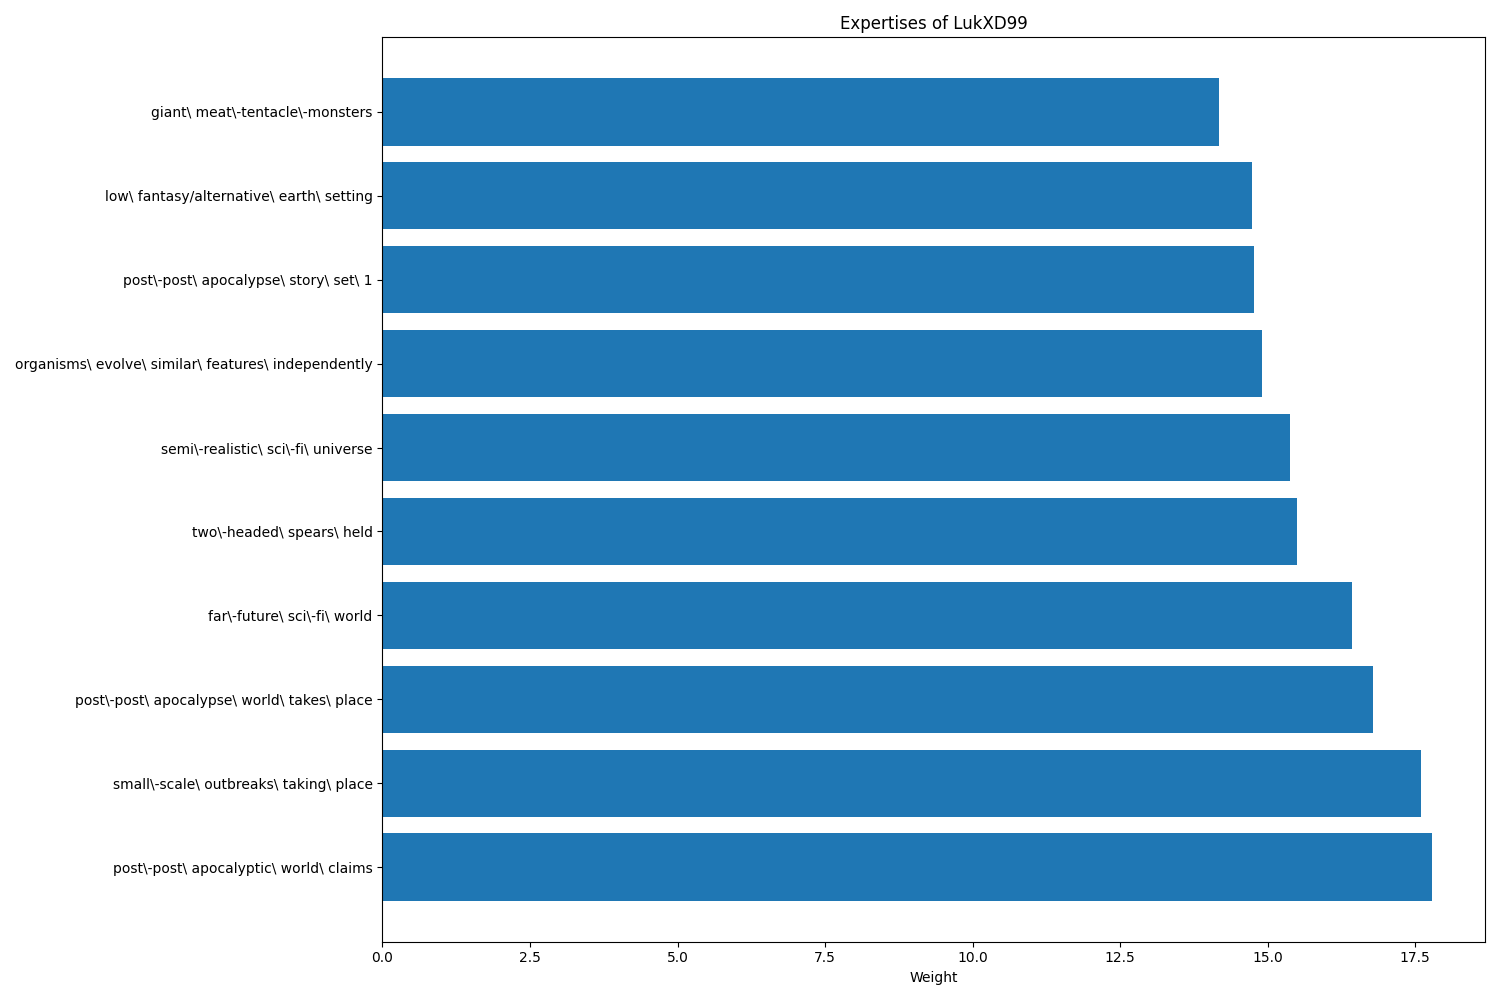 Expertises of LukXD99
giant\ meat\-tentacle\-monsters
low\ fantasy/alternative\ earth\ setting
post\-post\ apocalypse\ story\ set\ 1
organisms\ evolve\ similar\ features\ independently
semi\-realistic\ sci\-fi\ universe
two\-headed\ spears\ held
far\-future\ sci\-fi\ world
post\-post\ apocalypse\ world\ takes\ place
small\-scale\ outbreaks\ taking\ place
post\-post\ apocalyptic\ world\ claims
0.0 2.5 5.0 7.5 10.0 12.5 15.0 17.5
Weight